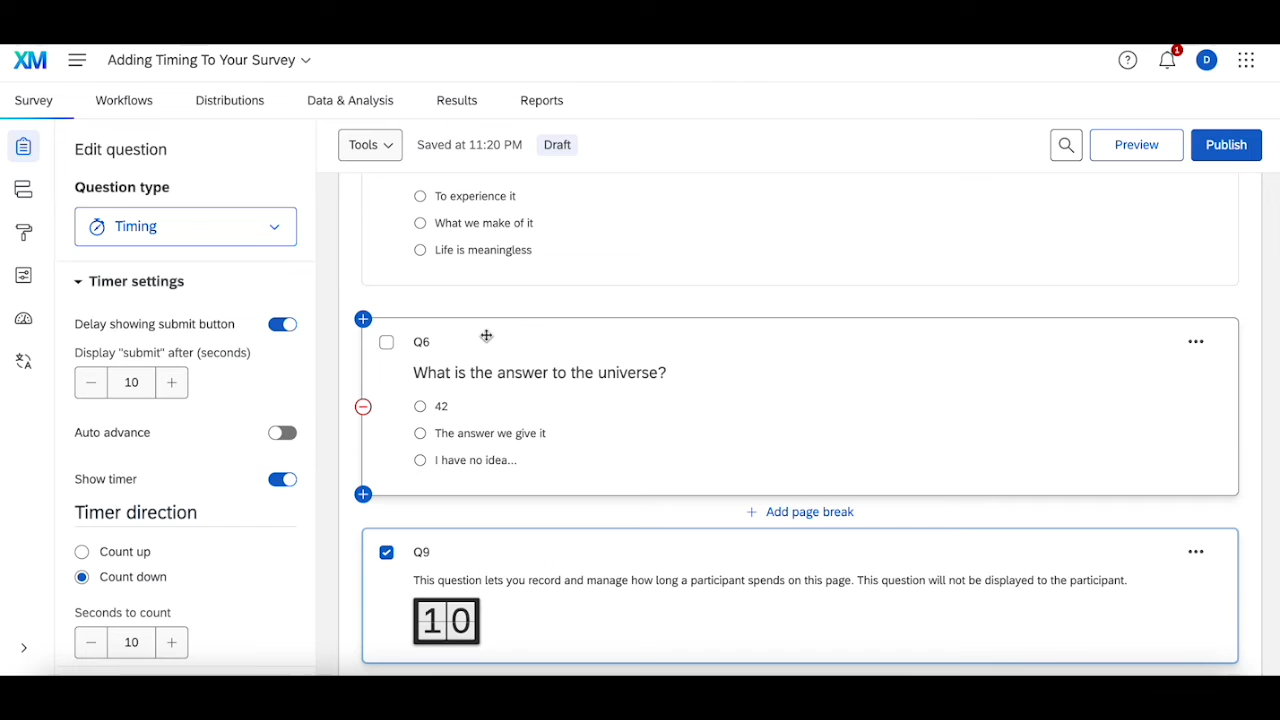 XM
Adding Timing To Your Survey
1
D
Survey
Workflows
Distributions
Data & Analysis
Results
Reports
Edit question
Tools
Saved at 11:20 PM
Draft
Preview
Publish
Question type
Timing
Timer settings
Delay showing submit button
Display "submit" after (seconds)
10
Auto advance
Show timer
Timer direction
Count up
Count down
Seconds to count
10
To experience it
What we make of it
Life is meaningless
Q6
What is the answer to the universe?
42
The answer we give it
I have no idea...
Add page break
Q9
This question lets you record and manage how long a participant spends on this page. This question will not be displayed to the participant.
10